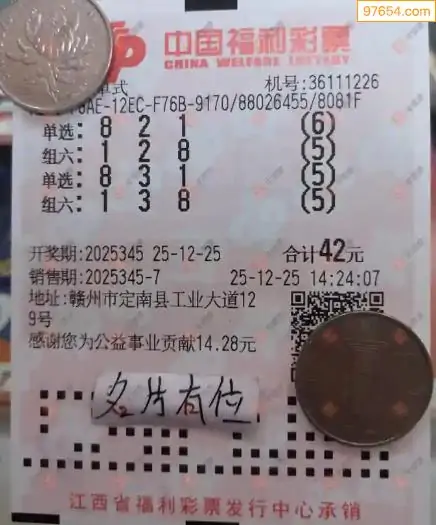 97654.com
中国福利彩票
CHINA WELFARE LOTTERY
单式 机号:36111226
AE-12EC-F76B-9170/88026455/8081F
单选: 8 2 1 (6)
组六: 1 2 8 (5)
单选: 8 3 1 (5)
组六: 1 3 8 (5)
开奖期:2025345 25-12-25 合计42元
销售期:2025345-7 25-12-25 14:24:07
地址:赣州市定南县工业大道12
9号
感谢您为公益事业贡献14.28元
名片有位
江西省福利彩票发行中心承销